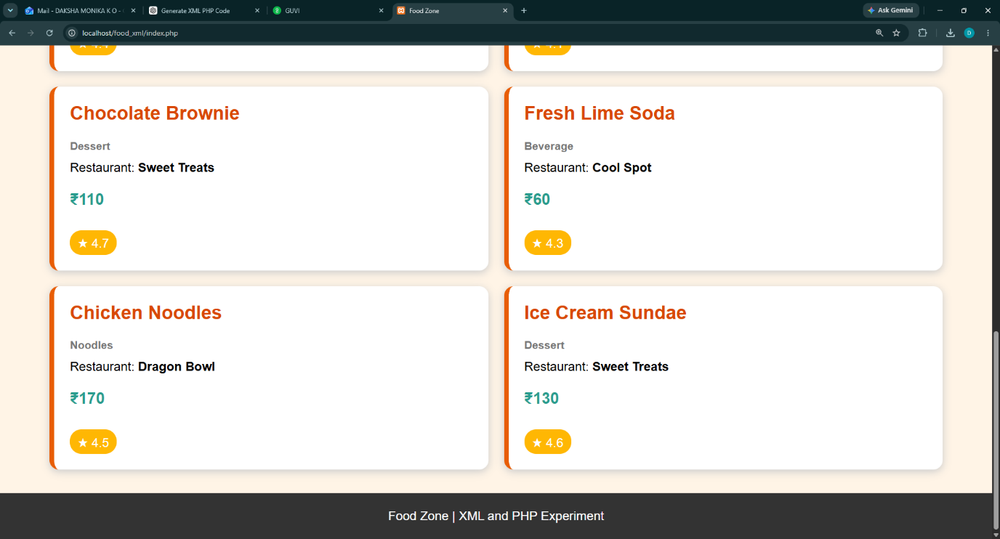 Mail - DAKSHA MONIKA K O -
Generate XML PHP Code
GUVI
Food Zone
Ask Gemini
localhost/food_xml/index.php
D
Chocolate Brownie
Dessert
Restaurant: Sweet Treats
₹110
★ 4.7
Fresh Lime Soda
Beverage
Restaurant: Cool Spot
₹60
★ 4.3
Chicken Noodles
Noodles
Restaurant: Dragon Bowl
₹170
★ 4.5
Ice Cream Sundae
Dessert
Restaurant: Sweet Treats
₹130
★ 4.6
Food Zone | XML and PHP Experiment